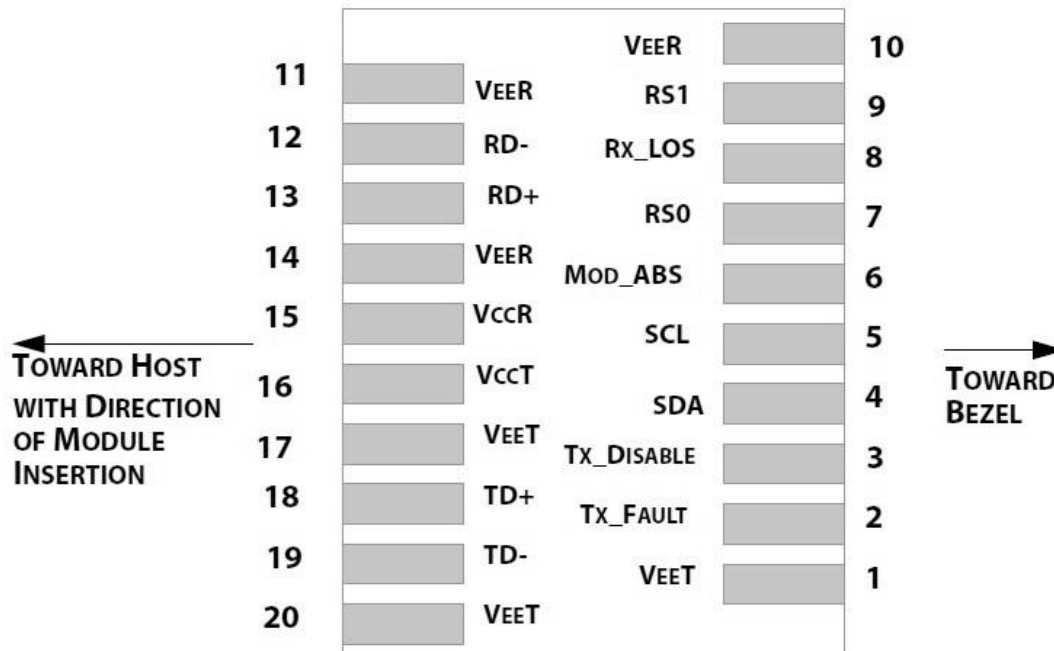 11 VEER
12 RD-
13 RD+
14 VEER
15 VCCR
16 VCCT
17 VEET
18 TD+
19 TD-
20 VEET
VEER 10
RS1 9
RX_LOS 8
RS0 7
MOD_ABS 6
SCL 5
SDA 4
TX_DISABLE 3
TX_FAULT 2
VEET 1
TOWARD HOST
WITH DIRECTION
OF MODULE
INSERTION
TOWARD
BEZEL